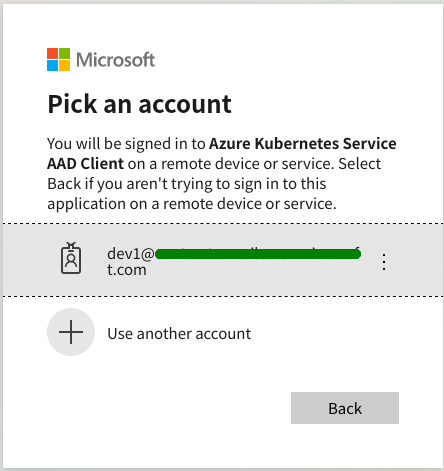 Microsoft
Pick an account
You will be signed in to Azure Kubernetes Service
AAD Client on a remote device or service. Select
Back if you aren't trying to sign in to this
application on a remote device or service.
dev1@
t.com
Use another account
Back